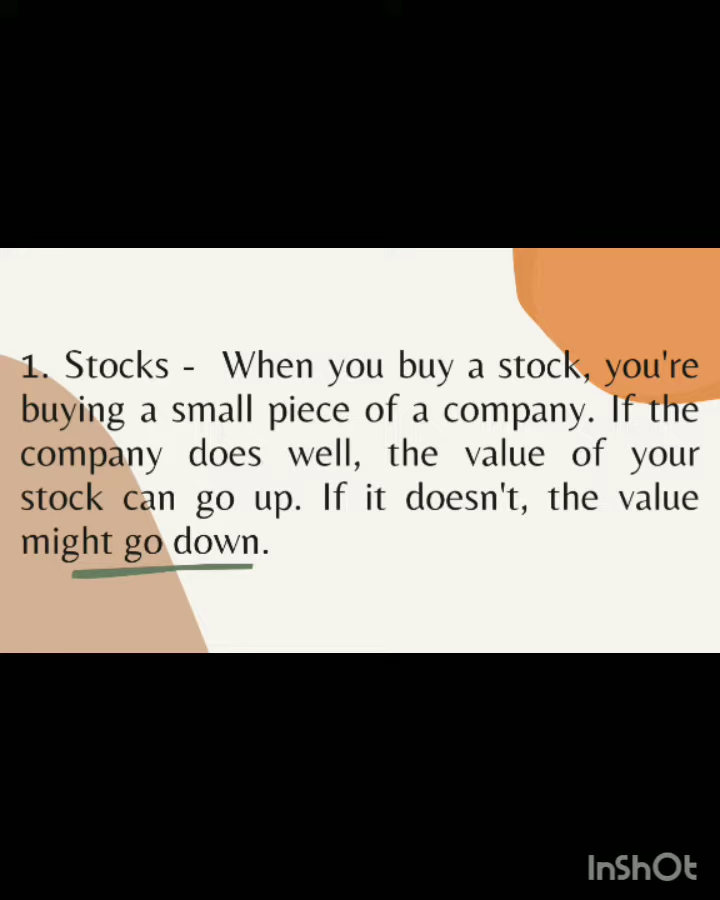 1. Stocks - When you buy a stock, you're
buying a small piece of a company. If the
company does well, the value of your
stock can go up. If it doesn't, the value
might go down.
InShOt